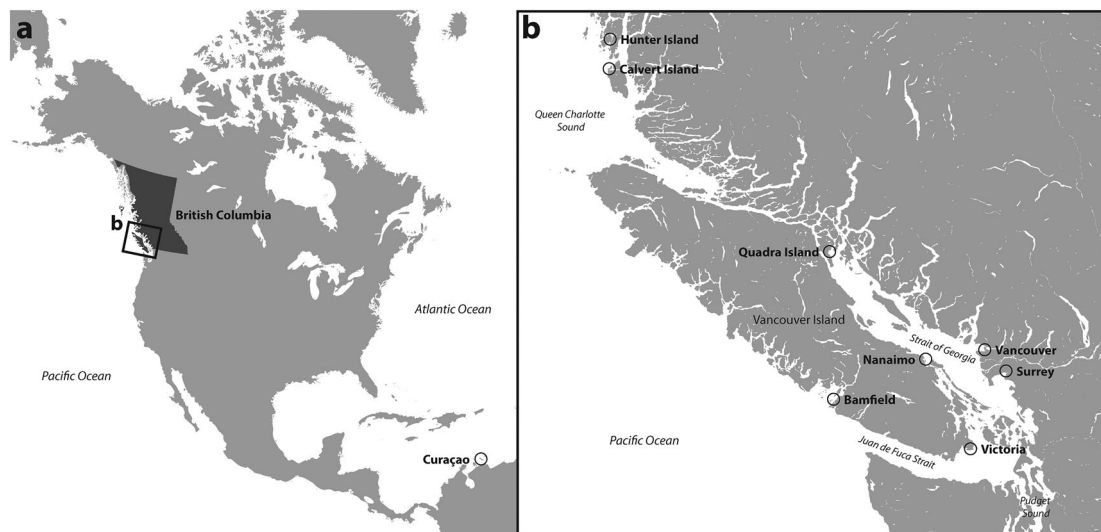 a
British Columbia
b
Atlantic Ocean
Pacific Ocean
Curaçao
b
Hunter Island
Calvert Island
Queen Charlotte
Sound
Quadra Island
Vancouver Island
Strait of Georgia
Vancouver
Nanaimo
Surrey
Bamfield
Pacific Ocean
Juan de Fuca Strait
Victoria
Pudget
Sound